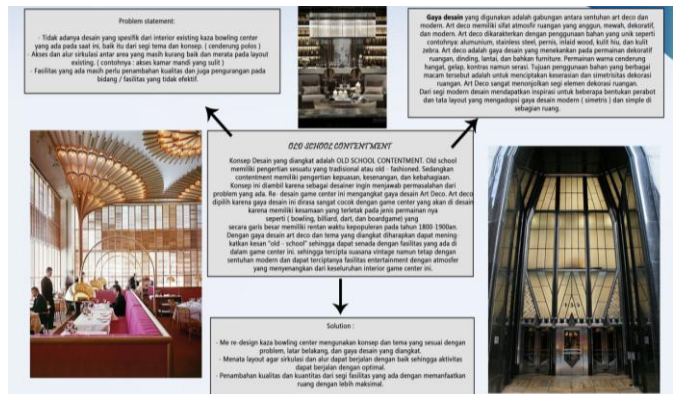 Problem statement:
- Tidak adanya desain yang spesifik dari interior existing kaza bowling center
yang ada pada saat ini, baik itu dari segi tema dan konsep. ( cenderung polos )
- Akses dan alur sirkulasi antar area yang masih kurang baik dan merata pada layout
existing. ( contohnya : akses kamar mandi yang sulit )
- Fasilitas yang ada masih perlu penambahan kualitas dan juga pengurangan pada
bidang / fasilitas yang tidak efektif.
Gaya desain yang digunakan adalah gabungan antara sentuhan art deco dan
modern. Art deco memiliki sifat atmosfir ruangan yang anggun, mewah, dekoratif,
dan modern. Art deco dikarakterkan dengan penggunaan bahan yang unik seperti
contohnya: alumunium, stainless steel, pernis, inlaid wood, kulit hiu, dan kulit
zebra. Art deco adalah gaya desain yang menekankan pada permainan dekoratif
ruangan, dinding, lantai, dan bahkan furniture. Permainan warna cenderung
hangat, gelap, kontras namun serasi. Tujuan penggunaan bahan yang berbagai
macam tersebut adalah untuk menciptakan keserasian dan simetrisitas dekorasi
ruangan. Art Deco sangat menonjolkan segi elemen dekorasi ruangan.
Dari segi modern desain mendapatkan inspirasi untuk beberapa bentukan perabot
dan tata layout yang mengadopsi gaya desain modern ( simetris ) dan simple di
sebagian ruang.
OLD SCHOOL CONTENTMENT
Konsep Desain yang diangkat adalah OLD SCHOOL CONTENTMENT. Old school
memiliki pengertian sesuatu yang tradisional atau old - fashioned. Sedangkan
contentment memiliki pengertian kepuasan, kesenangan, dan kebahagiaan.
Konsep ini diambil karena sebagai desainer ingin menjawab permasalahan dari
problem yang ada. Re- desain game center ini mengangkat gaya desain Art Deco. Art deco
dipilih karena gaya desain ini dirasa sangat cocok dengan game center yang akan di desain
karena memiliki kesamaan yang terletak pada jenis permainan nya
seperti ( bowling, billiard, dart, dan boardgame) yang
secara garis besar memiliki rentan waktu kepopuleran pada tahun 1800-1900an.
Dengan gaya desain art deco dan tema yang diangkat diharapkan dapat mening-
katkan kesan "old - school" sehingga dapat senada dengan fasilitas yang ada di
dalam game center ini. sehingga tercipta suasana vintage namun tetap dengan
sentuhan modern dan dapat terciptanya fasilitas entertainment dengan atmosfer
yang menyenangkan dari keseluruhan interior game center ini.
Solution :
- Me re-design kaza bowling center mengunakan konsep dan tema yang sesuai dengan
problem, latar belakang, dan gaya desain yang diangkat.
- Menata layout agar sirkulasi dan alur dapat berjalan dengan baik sehingga aktivitas
dapat berjalan dengan optimal.
- Penambahan kualitas dan kuantitas dari segi fasilitas yang ada dengan memanfaatkan
ruang dengan lebih maksimal.